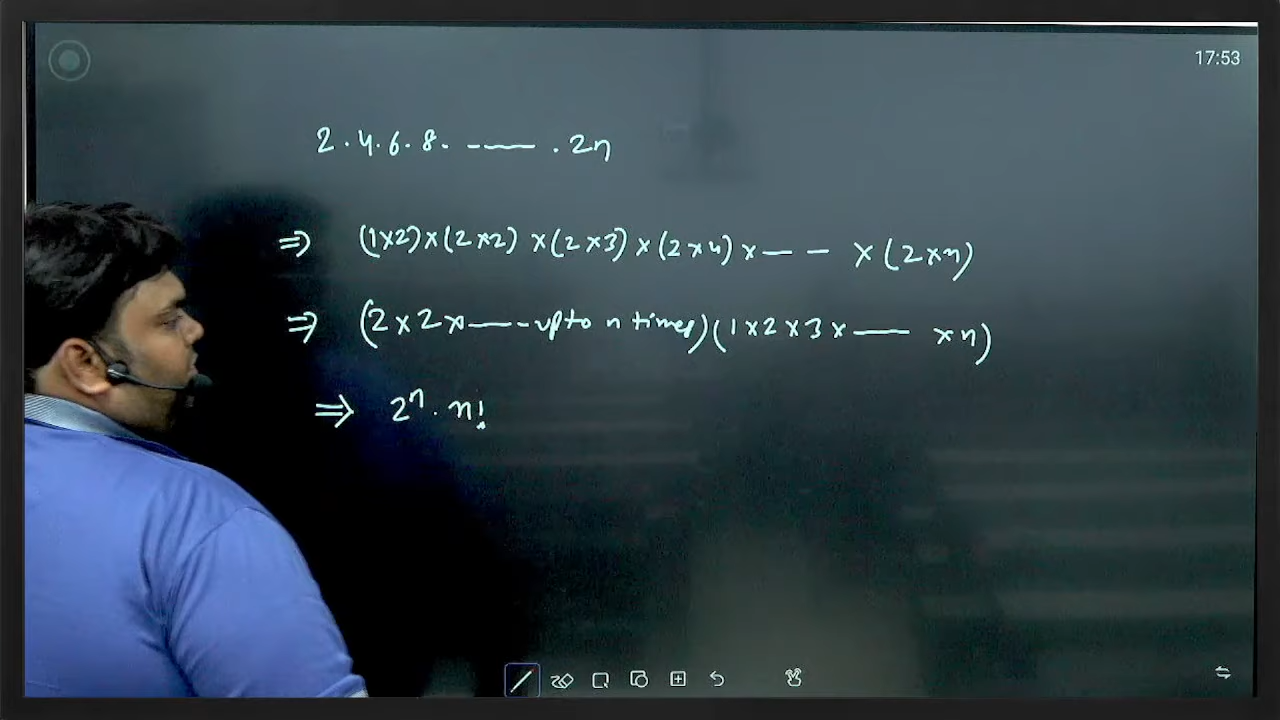 17:53
2.4.6.8. ---- . 2n
⇒ (1×2)×(2×2)×(2×3)×(2×4)×-- - ×(2×n)
⇒ (2×2×---- upto n times)(1×2×3×---- ×n)
⇒ 2ⁿ . n!